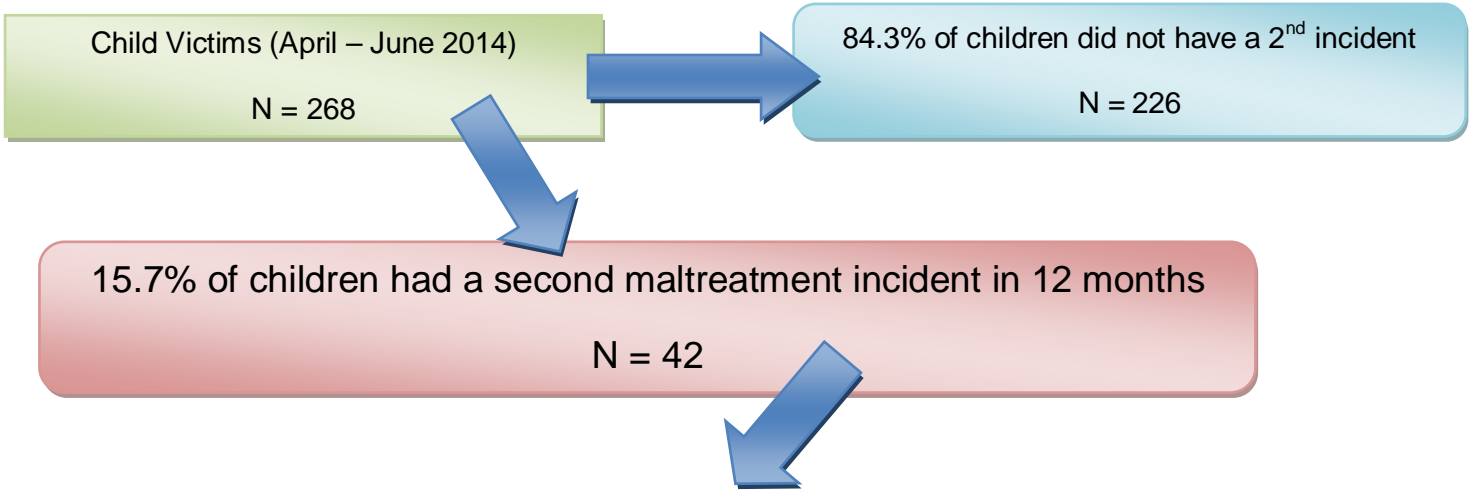 Child Victims (April – June 2014)
N = 268
84.3% of children did not have a 2nd incident
N = 226
15.7% of children had a second maltreatment incident in 12 months
N = 42